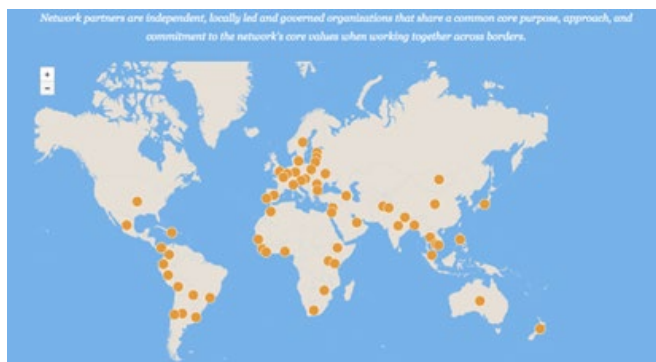 Network partners are independent, locally led and governed organizations that share a common core purpose, approach, and
commitment to the network's core values when working together across borders.
+
−